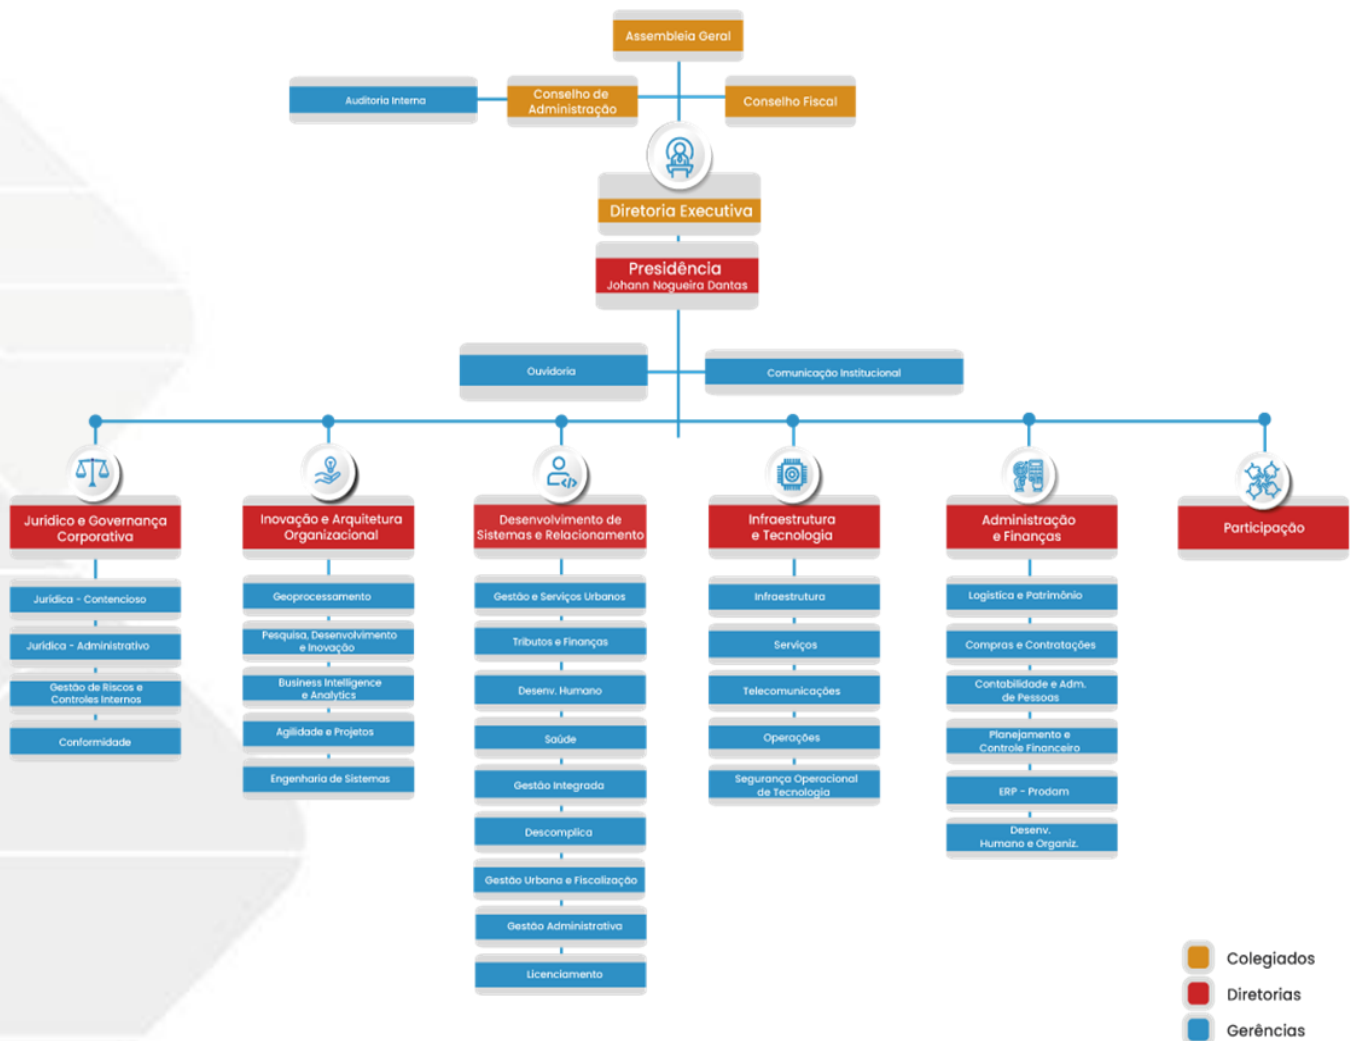 Assembleia Geral
Auditoria Interna
Conselho de
Administração
Conselho Fiscal
Diretoria Executiva
Presidência
Johann Nogueira Dantas
Ouvidoria
Comunicação Institucional
Jurídico e Governança
Corporativa
Jurídica - Contencioso
Jurídica - Administrativo
Gestão de Riscos e
Controles Internos
Conformidade
Inovação e Arquitetura
Organizacional
Geoprocessamento
Pesquisa, Desenvolvimento
e Inovação
Business Intelligence
e Analytics
Agilidade e Projetos
Engenharia de Sistemas
Desenvolvimento de
Sistemas e Relacionamento
Gestão e Serviços Urbanos
Tributos e Finanças
Desenv. Humano
Saúde
Gestão Integrada
Descomplica
Gestão Urbana e Fiscalização
Gestão Administrativa
Licenciamento
Infraestrutura
e Tecnologia
Infraestrutura
Serviços
Telecomunicações
Operações
Segurança Operacional
de Tecnologia
Administração
e Finanças
Logística e Patrimônio
Compras e Contratações
Contabilidade e Adm.
de Pessoas
Planejamento e
Controle Financeiro
ERP - Prodam
Desenv.
Humano e Organiz.
Participação
Colegiados
Diretorias
Gerências